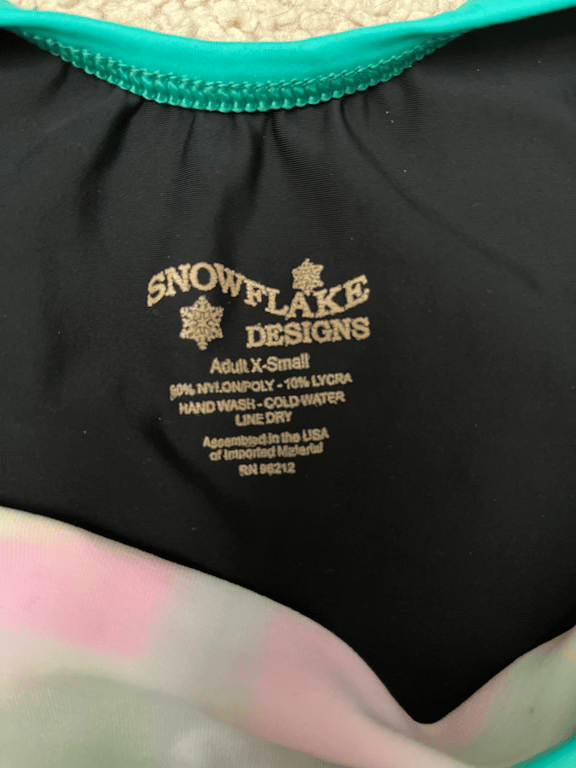 SNOWFLAKE
DESIGNS
Adult X-Small
90% NYLON/POLY - 10% LYCRA
HAND WASH - COLD WATER
LINE DRY
Assembled in the USA
of Imported Material
RN 96212